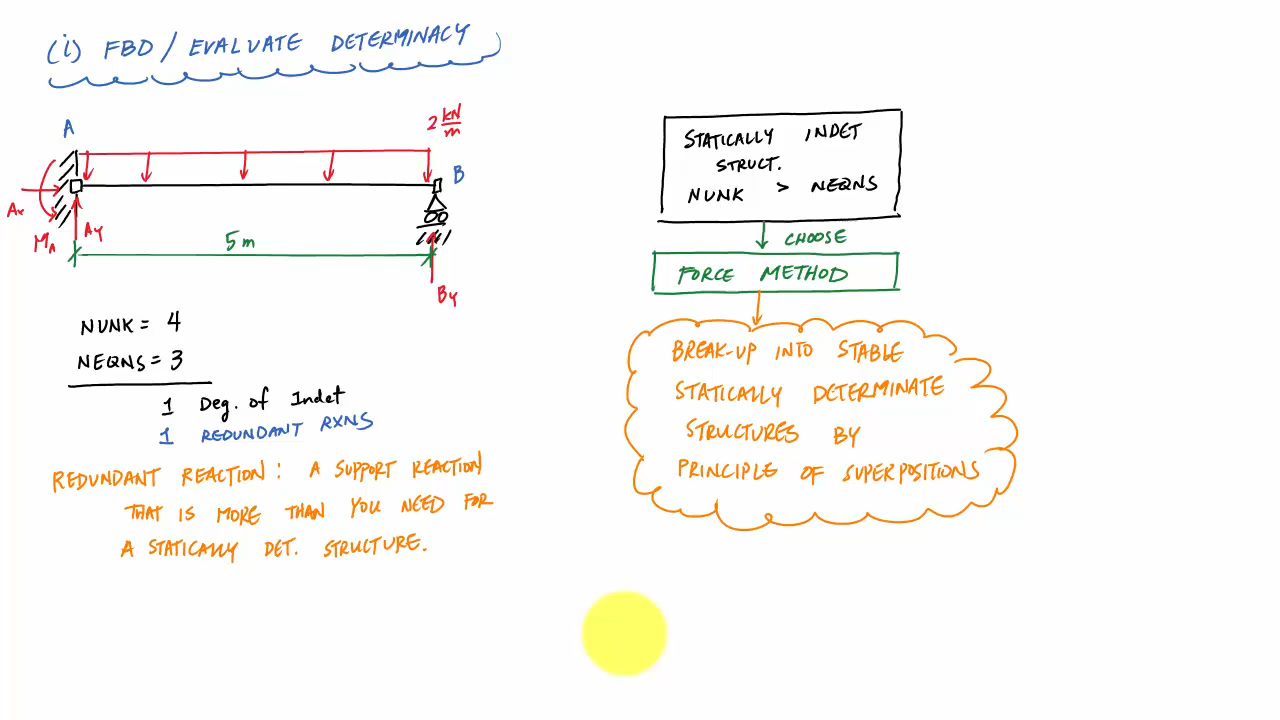 (i) FBD / EVALUATE DETERMINACY
A
2 kN/m
B
Ax
MA
Ay
5m
By
NUNK = 4
NEQNS = 3
1 Deg. of Indet
1 REDUNDANT RXNS
REDUNDANT REACTION: A SUPPORT REACTION
THAT IS MORE THAN YOU NEED FOR
A STATICALLY DET. STRUCTURE.
STATICALLY INDET
STRUCT.
NUNK > NEQNS
CHOOSE
FORCE METHOD
BREAK-UP INTO STABLE
STATICALLY DETERMINATE
STRUCTURES BY
PRINCIPLE OF SUPERPOSITIONS